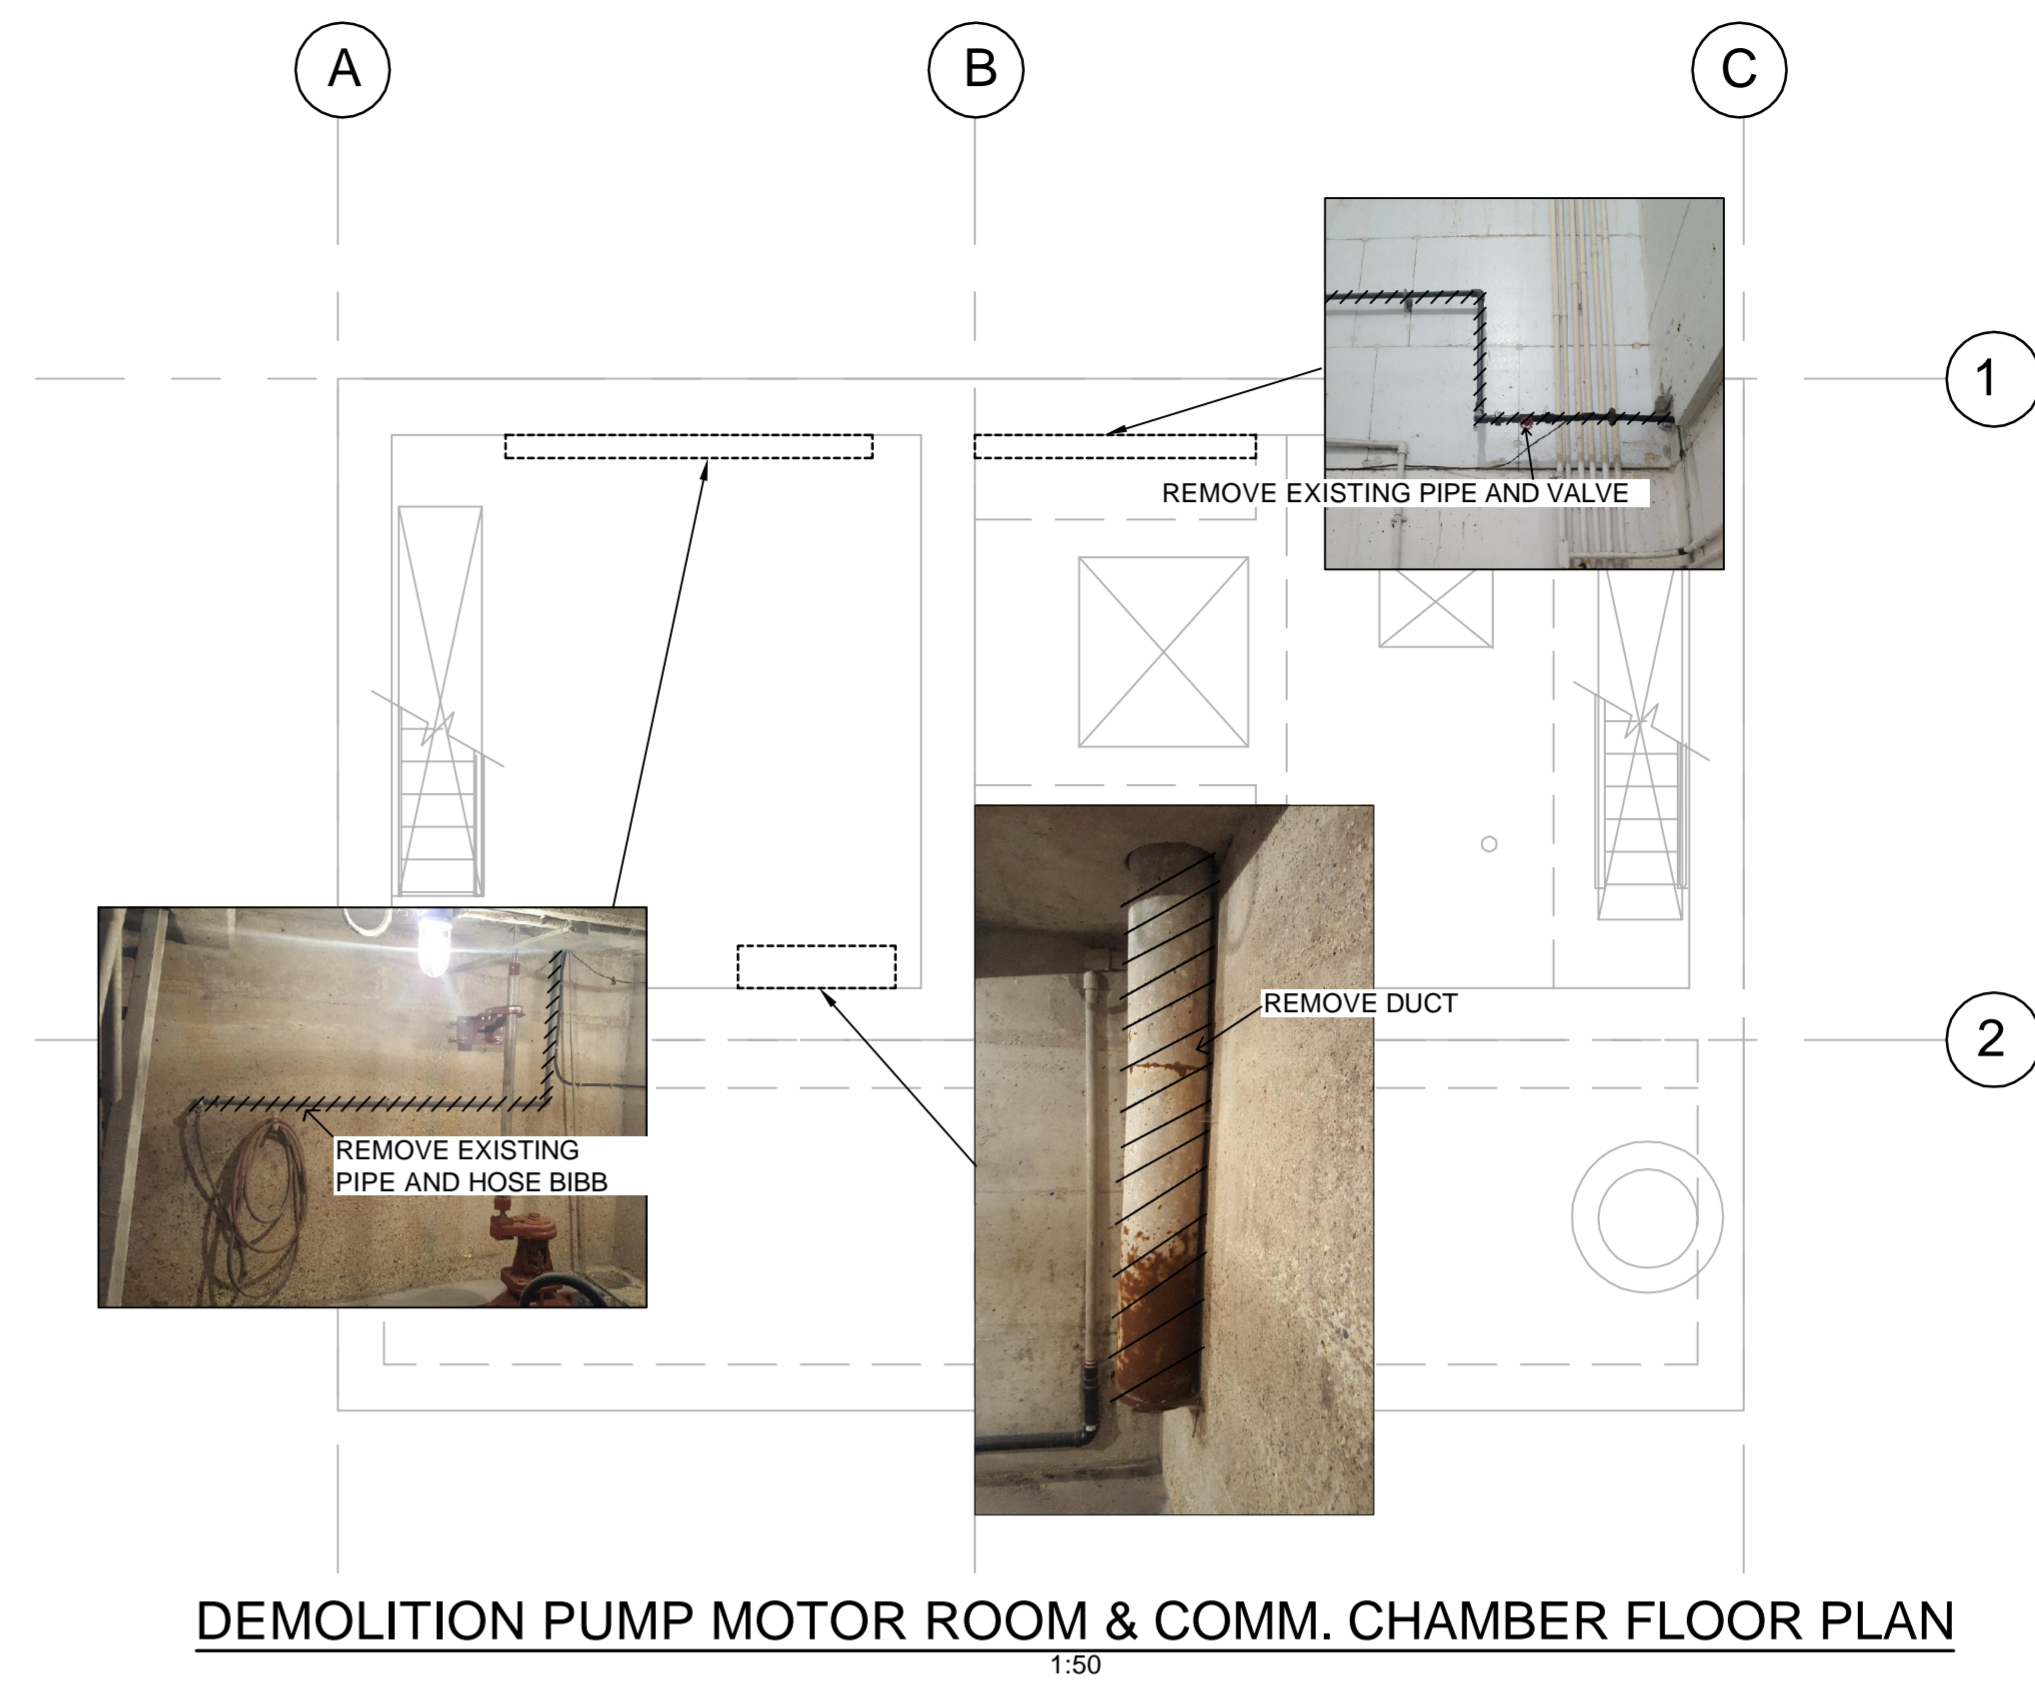 A
B
C
1
REMOVE EXISTING PIPE AND VALVE
REMOVE DUCT
2
REMOVE EXISTING
PIPE AND HOSE BIBB
DEMOLITION PUMP MOTOR ROOM & COMM. CHAMBER FLOOR PLAN
1:50